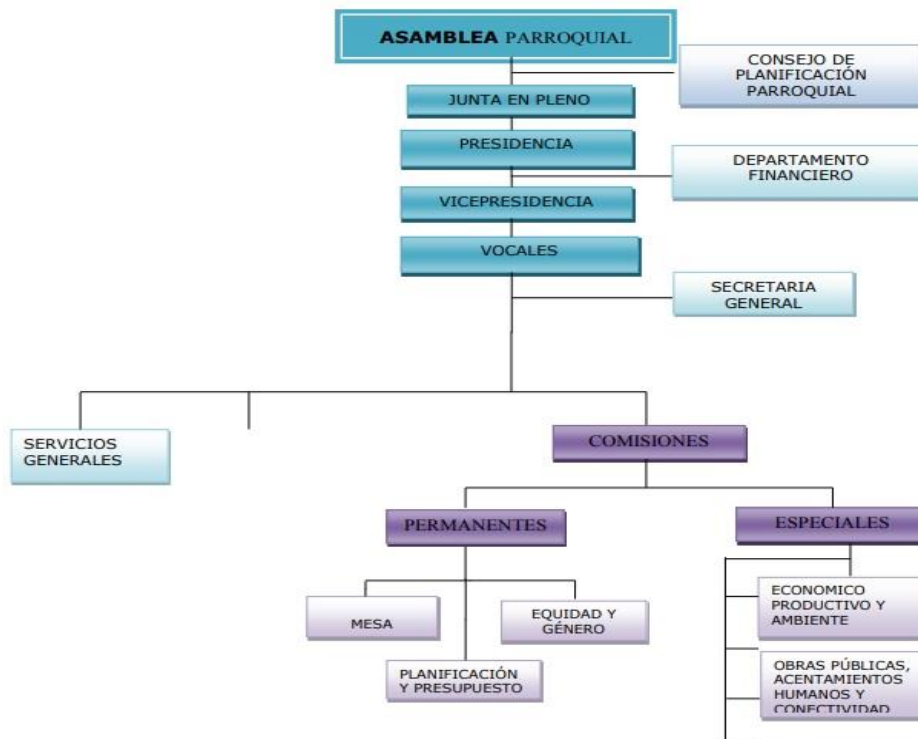 ASAMBLEA PARROQUIAL
CONSEJO DE
PLANIFICACIÓN
PARROQUIAL
JUNTA EN PLENO
PRESIDENCIA
DEPARTAMENTO
FINANCIERO
VICEPRESIDENCIA
VOCALES
SECRETARIA
GENERAL
SERVICIOS
GENERALES
COMISIONES
PERMANENTES
ESPECIALES
MESA
EQUIDAD Y
GÉNERO
PLANIFICACIÓN
Y PRESUPUESTO
ECONOMICO
PRODUCTIVO Y
AMBIENTE
OBRAS PÚBLICAS,
ACENTAMIENTOS
HUMANOS Y
CONECTIVIDAD